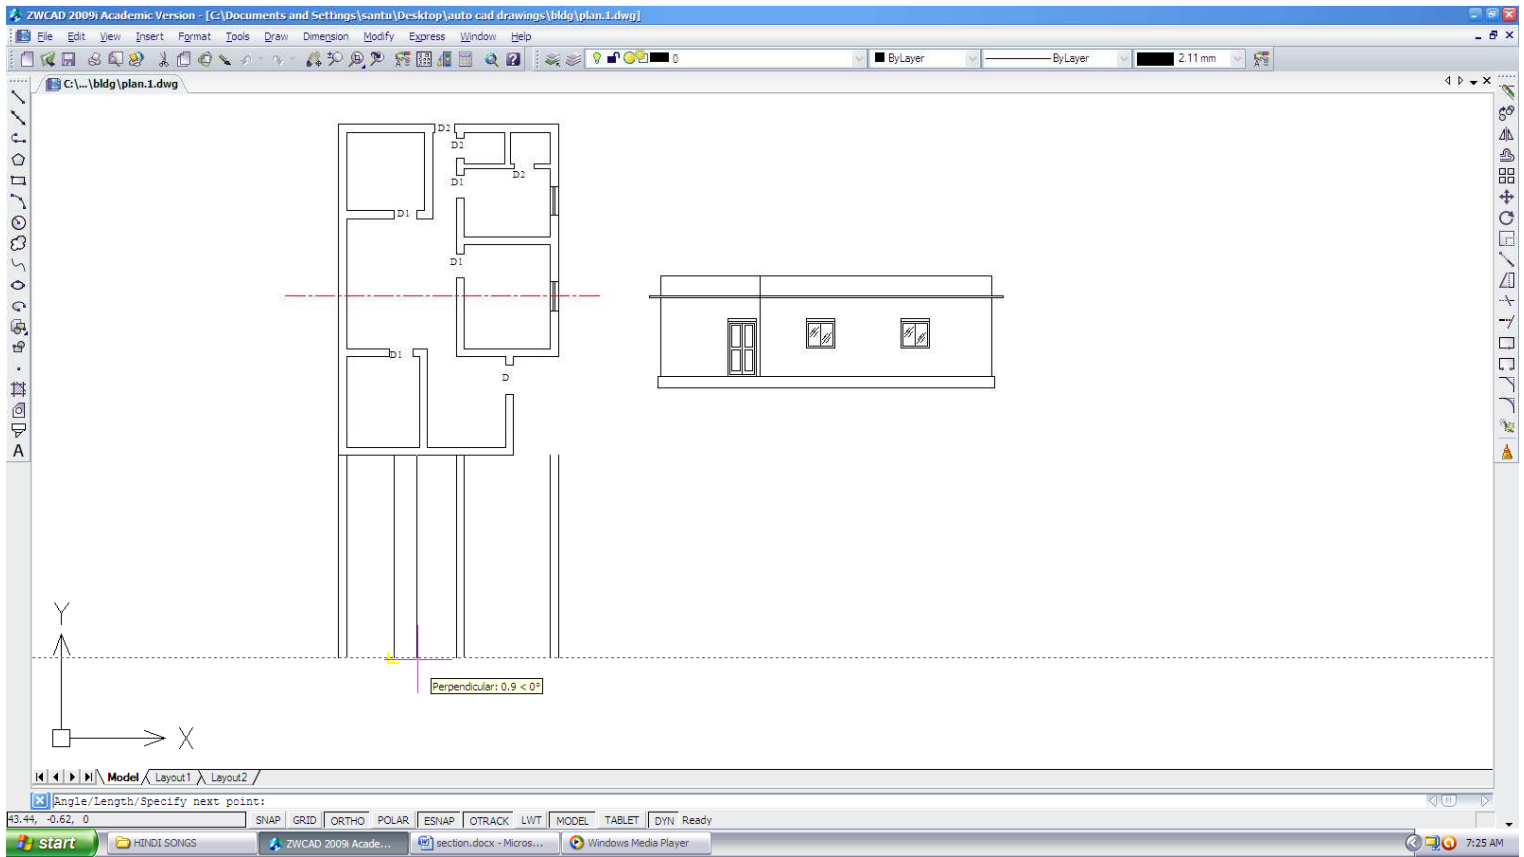 ZWCAD 2009i Academic Version - [C:\Documents and Settings\santu\Desktop\auto cad drawings\bldg\plan.1.dwg]
File Edit View Insert Format Tools Draw Dimension Modify Express Window Help
0 ByLayer ByLayer 2.11 mm
C:\...\bldg\plan.1.dwg
D2
D2
D2
D1
D1
D1
D1
D
Y
Perpendicular: 0.9 < 0°
X
A
Model Layout1 Layout2
Angle/Length/Specify next point:
43.44, -0.62, 0 SNAP GRID ORTHO POLAR ESNAP OTRACK LWT MODEL TABLET DYN Ready
start HINDI SONGS ZWCAD 2009i Acade... section.docx - Micros... Windows Media Player 7:25 AM